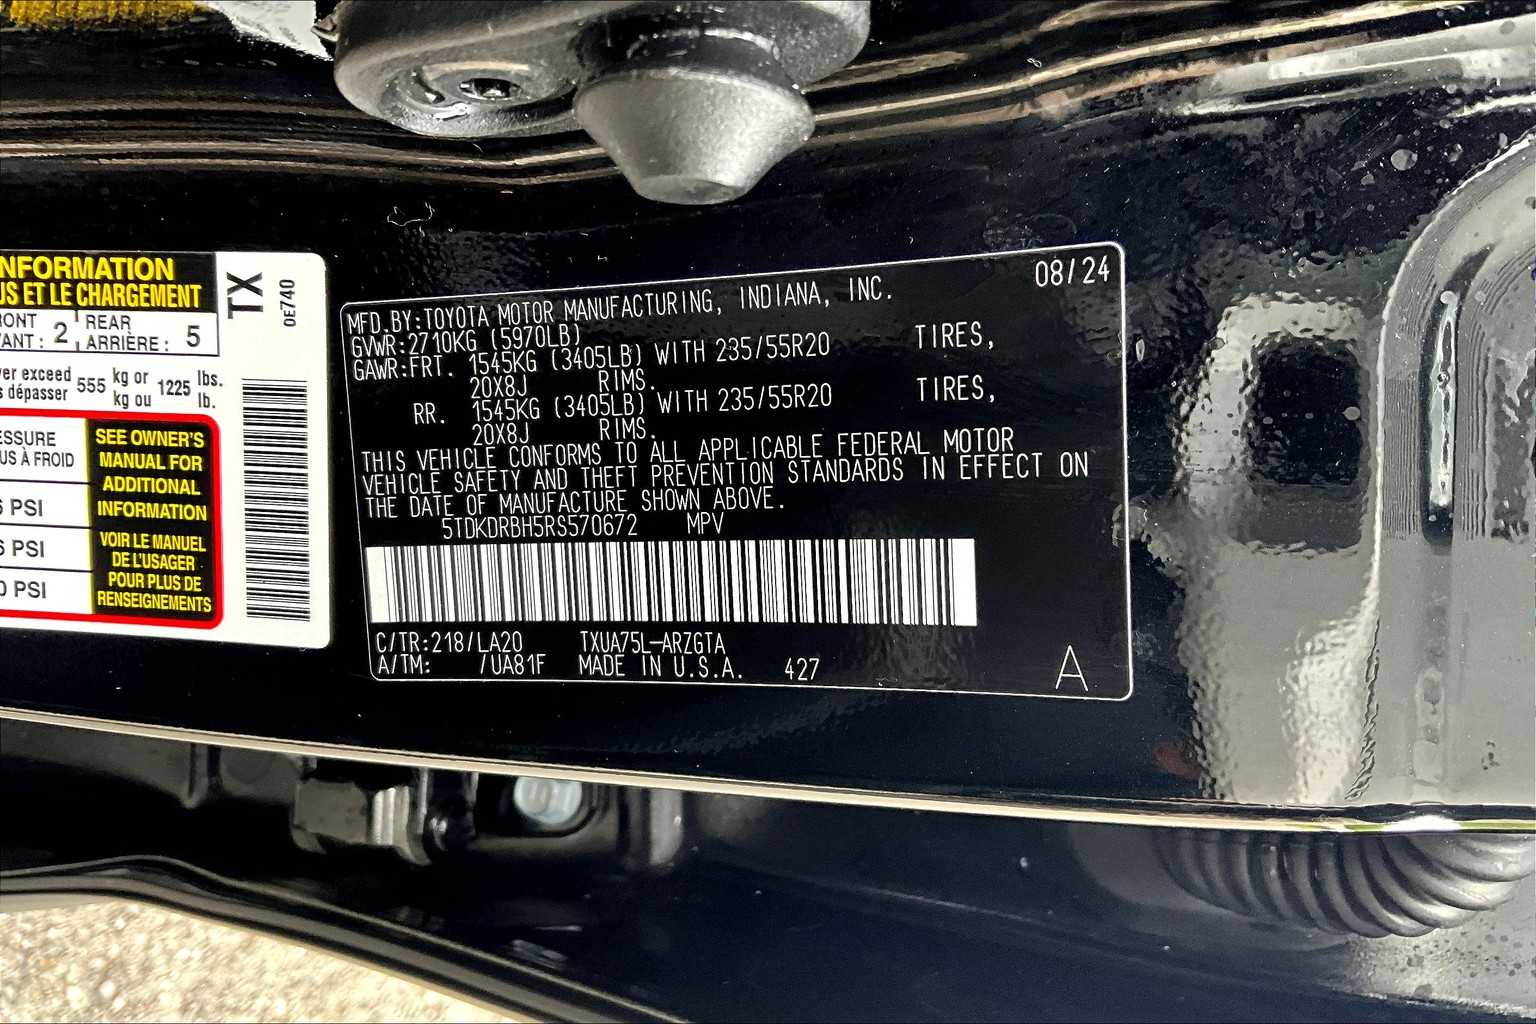 NFORMATION
US ET LE CHARGEMENT
ONT 2 REAR 5
VANT : ARRIÈRE :
er exceed 555 kg or 1225 lbs.
s dépasser kg ou lb.
ESSURE
US À FROID
PSI
PSI
PSI
SEE OWNER'S
MANUAL FOR
ADDITIONAL
INFORMATION
VOIR LE MANUEL
DE L'USAGER
POUR PLUS DE
RENSEIGNEMENTS
TX
0E740
08/24
MFD.BY:TOYOTA MOTOR MANUFACTURING, INDIANA, INC.
GVWR:2710KG (5970LB)
GAWR:FRT. 1545KG (3405LB) WITH 235/55R20 TIRES,
20X8J RIMS.
RR. 1545KG (3405LB) WITH 235/55R20 TIRES,
20X8J RIMS.
THIS VEHICLE CONFORMS TO ALL APPLICABLE FEDERAL MOTOR
VEHICLE SAFETY AND THEFT PREVENTION STANDARDS IN EFFECT ON
THE DATE OF MANUFACTURE SHOWN ABOVE.
5TDKDRBH5RS570672 MPV
C/TR:218/LA20 TXUA75L-ARZGTA
A/TM: /UA81F MADE IN U.S.A. 427
A